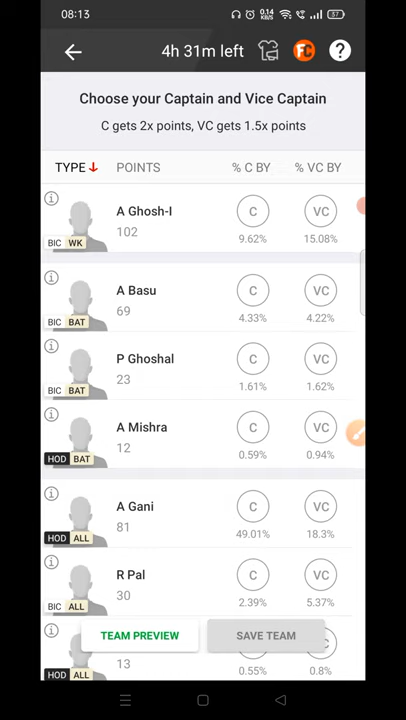 08:13
0.14
KB/s
57
4h 31m left
FC
?
Choose your Captain and Vice Captain
C gets 2x points, VC gets 1.5x points
TYPE POINTS % C BY % VC BY
i
A Ghosh-I
102
BIC WK
C
VC
9.62%
15.08%
i
A Basu
69
BIC BAT
C
VC
4.33%
4.22%
i
P Ghoshal
23
BIC BAT
C
VC
1.61%
1.62%
i
A Mishra
12
HOD BAT
C
VC
0.59%
0.94%
i
A Gani
81
HOD ALL
C
VC
49.01%
18.3%
i
R Pal
30
BIC ALL
C
VC
2.39%
5.37%
i
13
HOD ALL
0.55%
0.8%
TEAM PREVIEW
SAVE TEAM